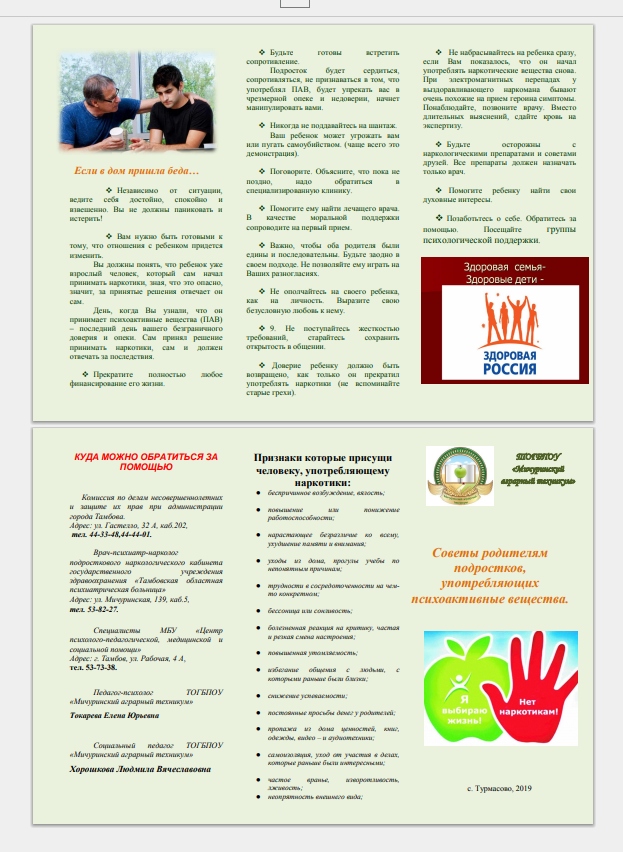 Если в дом пришла беда…
❖ Независимо от ситуации,
ведите себя достойно, спокойно и
взвешенно. Вы не должны паниковать и
истерить!
❖ Вам нужно быть готовыми к
тому, что отношения с ребенком придется
изменить.
Вы должны понять, что ребенок уже
взрослый человек, который сам начал
принимать наркотики, зная, что это опасно,
значит, за принятые решения отвечает он
сам.
День, когда Вы узнали, что он
принимает психоактивные вещества (ПАВ)
– последний день вашего безграничного
доверия и опеки. Сам принял решение
принимать наркотики, сам и должен
отвечать за последствия.
❖ Прекратите полностью любое
финансирование его жизни.
❖ Будьте готовы встретить
сопротивление.
Подросток будет сердиться,
сопротивляться, не признаваться в том, что
употреблял ПАВ, будет упрекать вас в
чрезмерной опеке и недоверии, начнет
манипулировать вами.
❖ Никогда не поддавайтесь на шантаж.
Ваш ребенок может угрожать вам
или пугать самоубийством. (чаще всего это
демонстрация).
❖ Поговорите. Объясните, что пока не
поздно, надо обратиться в
специализированную клинику.
❖ Помогите ему найти лечащего врача.
В качестве моральной поддержки
сопроводите на первый прием.
❖ Важно, чтобы оба родителя были
едины и последовательны. Будьте заодно в
своем подходе. Не позволяйте ему играть на
Ваших разногласиях.
❖ Не ополчайтесь на своего ребенка,
как на личность. Выразите свою
безусловную любовь к нему.
❖ 9. Не поступайтесь жесткостью
требований, старайтесь сохранить
открытость в общении.
❖ Доверие ребенку должно быть
возвращено, как только он прекратил
употреблять наркотики (не вспоминайте
старые грехи).
❖ Не набрасывайтесь на ребенка сразу,
если Вам показалось, что он начал
употреблять наркотические вещества снова.
При электромагнитных перепадах у
выздоравливающего наркомана бывают
очень похожие на прием героина симптомы.
Понаблюдайте, позвоните врачу. Вместо
длительных выяснений, сдайте кровь на
экспертизу.
❖ Будьте осторожны с
наркологическими препаратами и советами
друзей. Все препараты должен назначать
только врач.
❖ Помогите ребенку найти свои
духовные интересы.
❖ Позаботьтесь о себе. Обратитесь за
помощью. Посещайте группы
психологической поддержки.
Здоровая семья-
Здоровые дети -
ЗДОРОВАЯ
РОССИЯ
КУДА МОЖНО ОБРАТИТЬСЯ ЗА
ПОМОЩЬЮ
Комиссия по делам несовершеннолетних
и защите их прав при администрации
города Тамбова.
Адрес: ул. Гастелло, 32 А, каб.202,
тел. 44-33-48,44-44-01.
Врач-психиатр-нарколог
подросткового наркологического кабинета
государственного учреждения
здравоохранения «Тамбовская областная
психиатрическая больница»
Адрес: ул. Мичуринская, 139, каб.5,
тел. 53-82-27.
Специалисты МБУ «Центр
психолого-педагогической, медицинской и
социальной помощи»
Адрес: г. Тамбов, ул. Рабочая, 4 А,
тел. 53-73-38.
Педагог-психолог ТОГБПОУ
«Мичуринский аграрный техникум»
Токарева Елена Юрьевна
Социальный педагог ТОГБПОУ
«Мичуринский аграрный техникум»
Хорошкова Людмила Вячеславовна
Признаки которые присущи
человеку, употребляющему
наркотики:
● беспричинное возбуждение, вялость;
● повышение или понижение
работоспособности;
● нарастающее безразличие ко всему,
ухудшение памяти и внимания;
● уходы из дома, прогулы учебы по
непонятным причинам;
● трудности в сосредоточенности на чем-
то конкретном;
● бессоница или сонливость;
● болезненная реакция на критику, частая
и резкая смена настроения;
● повышенная утомляемость;
● избегание общения с людьми, с
которыми раньше были близки;
● снижение успеваемости;
● постоянные просьбы денег у родителей;
● пропажа из дома ценностей, книг,
одежды, видео – и аудиотехники;
● самоизоляция, уход от участия в делах,
которые раньше были интересными;
● частое вранье, изворотливость,
лживость;
● неопрятность внешнего вида;
ТОГБПОУ
«Мичуринский
аграрный техникум»
Советы родителям
подростков,
употребляющих
психоактивные вещества.
Я
выбираю
жизнь!
Нет
наркотикам!
с. Турмасово, 2019